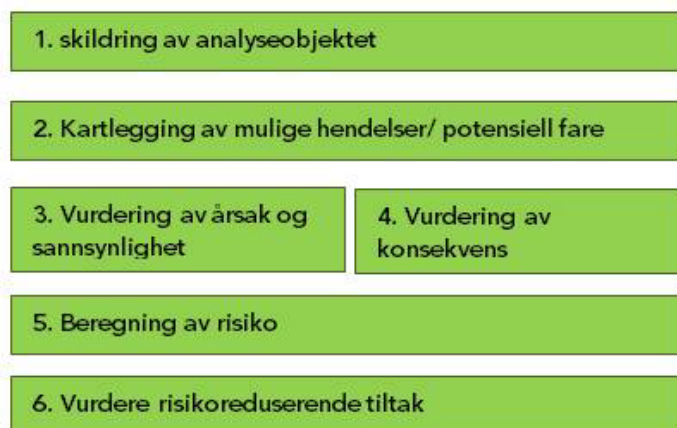 1. skildring av analyseobjektet
2. Kartlegging av mulige hendelser/ potensiell fare
3. Vurdering av årsak og
sannsynlighet
4. Vurdering av
konsekvens
5. Beregning av risiko
6. Vurdere risikoreduserende tiltak